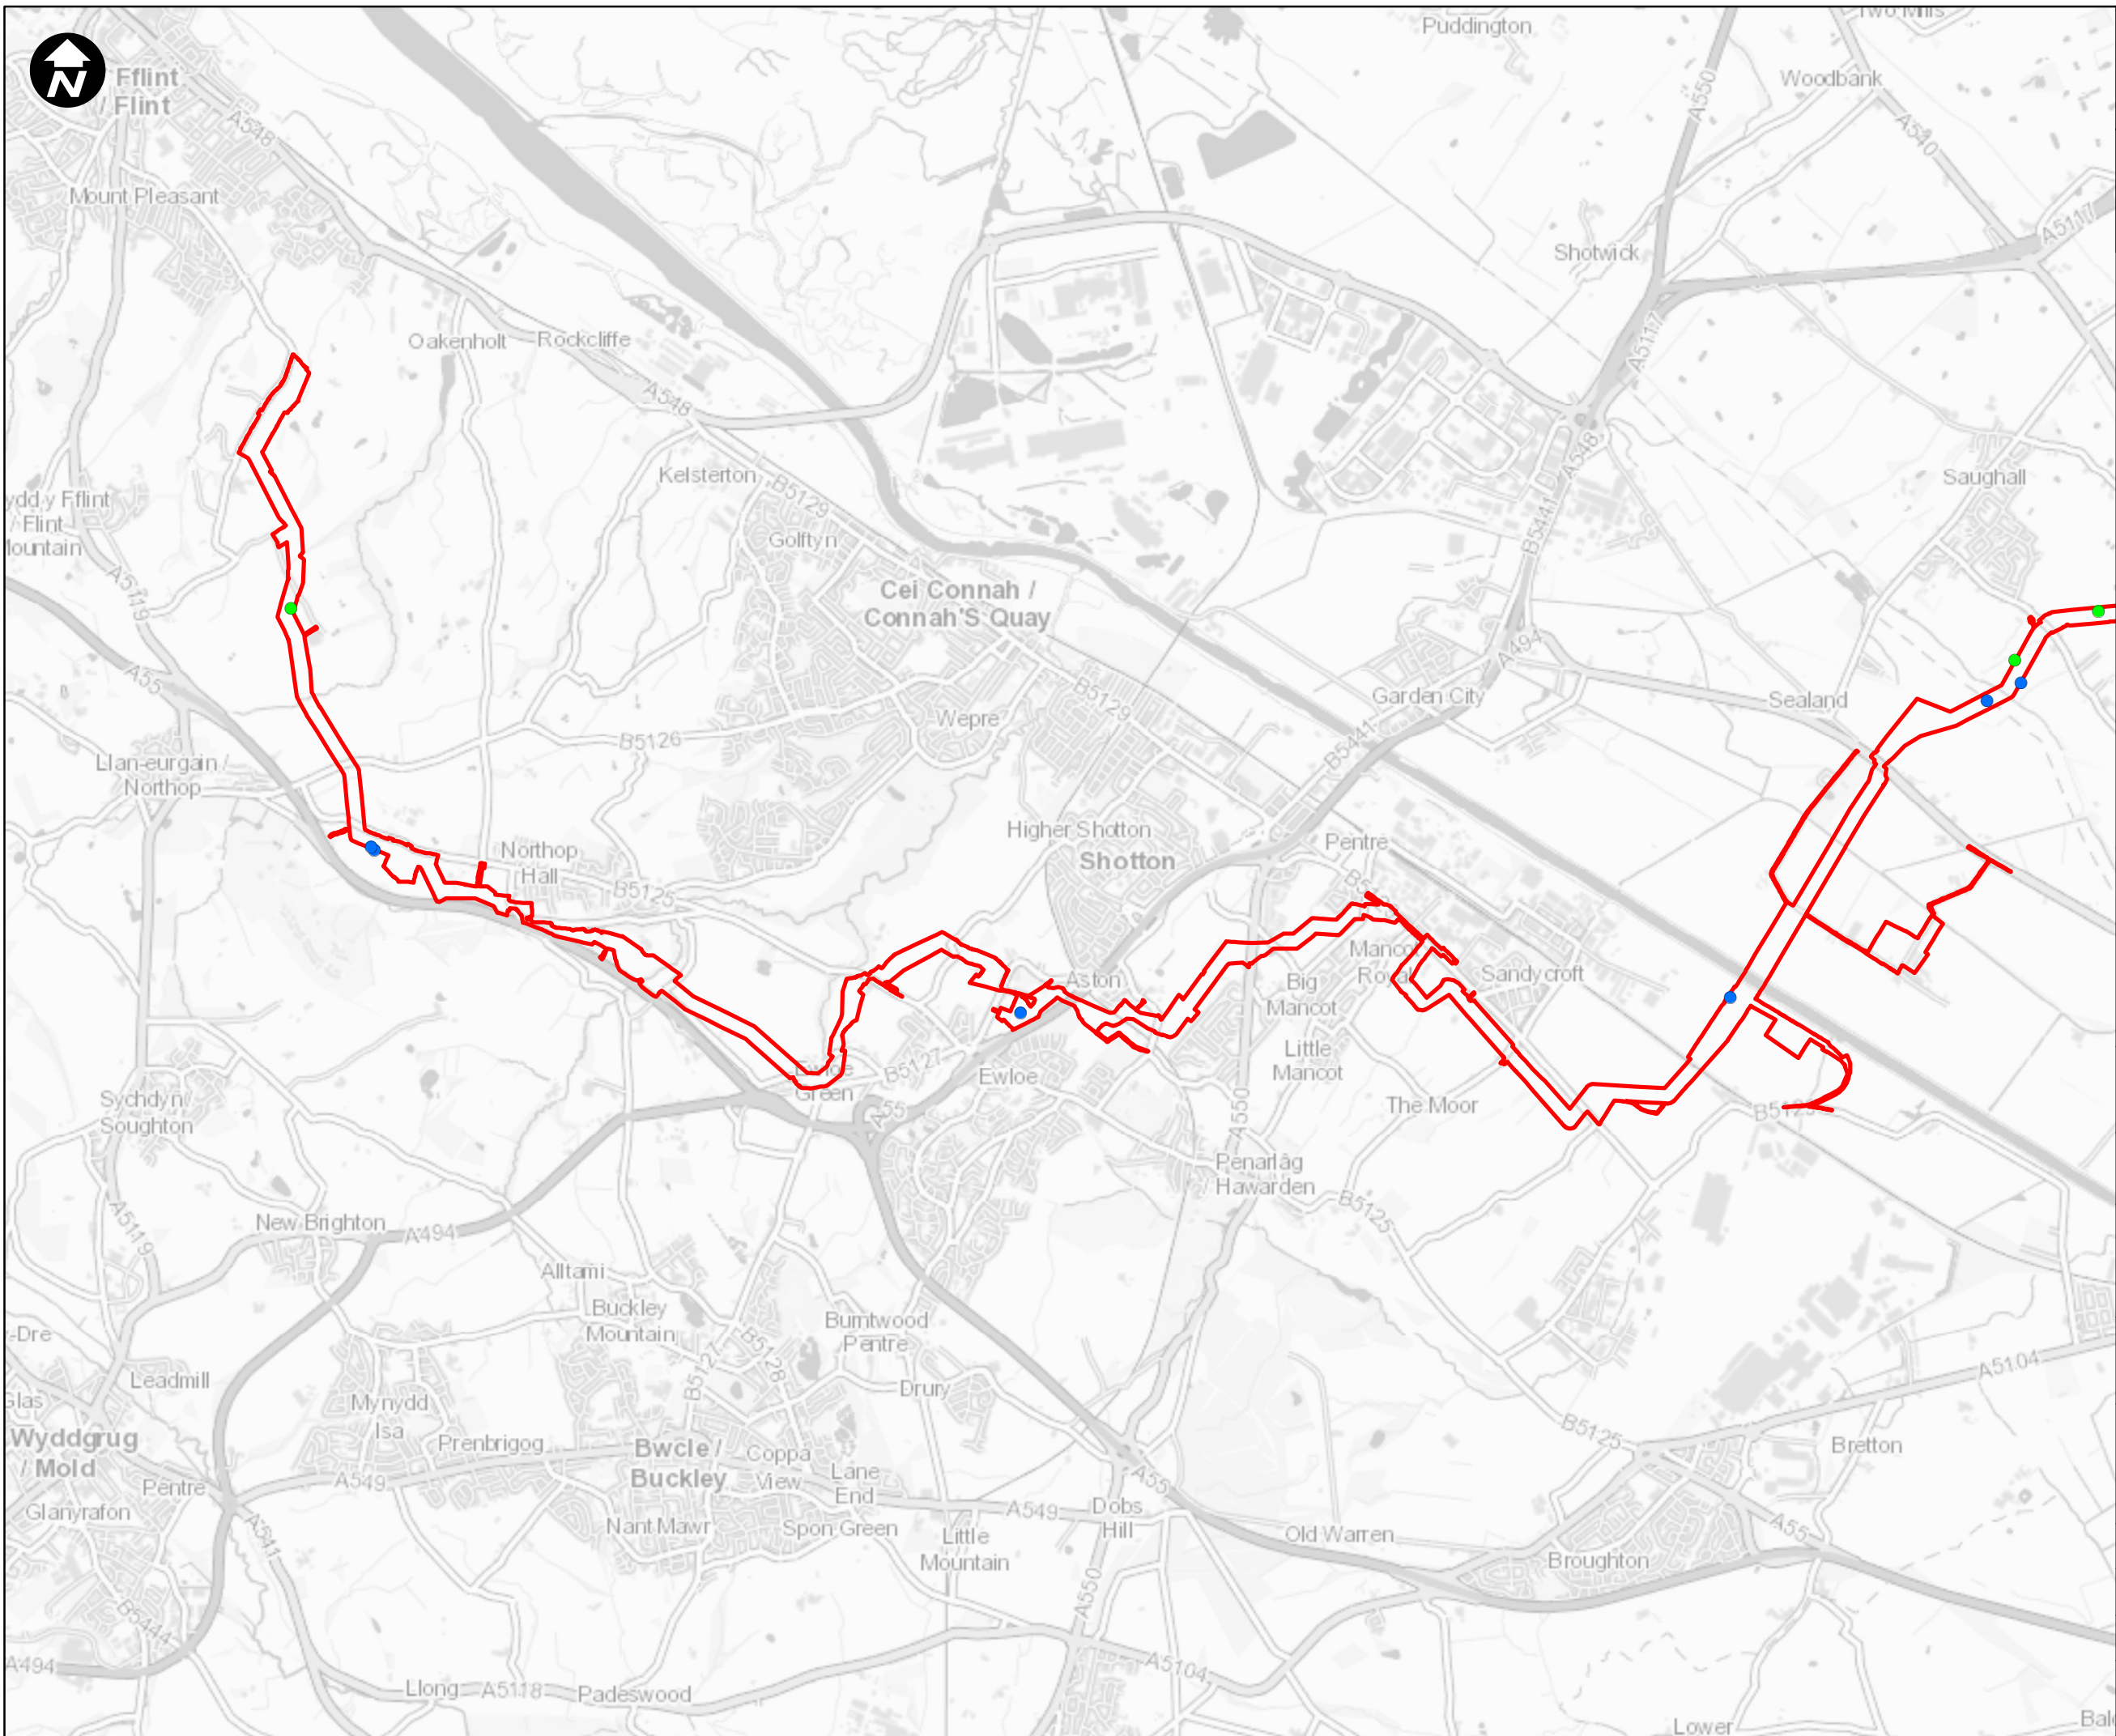 N
Fflint
/ Flint
A548
Mount Pleasant
Puddington
Two Mills
A550
Woodbank
A540
A5117
Shotwick
A5117
Oakenholt
Rockcliffe
A548
A548
Saughall
Kelsterton
B5129
Golftyn
B5441
ydd y Fflint
/ Flint
Mountain
A5119
Cei Connah /
Connah'S Quay
A494
A55
Garden City
Sealand
B5129
Wepre
B5126
B5441
Llan-eurgain /
Northop
Higher Shotton
Shotton
Pentre
Northop
Hall
B5125
Mancot
Royal
Sandycroft
Aston
Big
Mancot
Little
Mancot
Ewloe
Green
B5127
Ewloe
A55
The Moor
A550
B5129
Sychdyn/
Soughton
Penarlâg
/ Hawarden
B5125
A5119
New Brighton
A494
Alltami
Buckley
Mountain
Burntwood
Pentre
B5127
B5128
-Dre
Leadmill
Glas
Mynydd
Isa
Drury
A5104
Wyddgrug
/ Mold
Prenbrigog
Bwcle /
Buckley
Coppa
View
B5125
Bretton
Pentre
A549
Lane
End
A55
Glanyrafon
Nant Mawr
Spon Green
A549
Dobs
Hill
Old Warren
A55
A541
Little
Mountain
Broughton
B5444
A550
A494
A5104
Llong
A5118
Padeswood
Lower